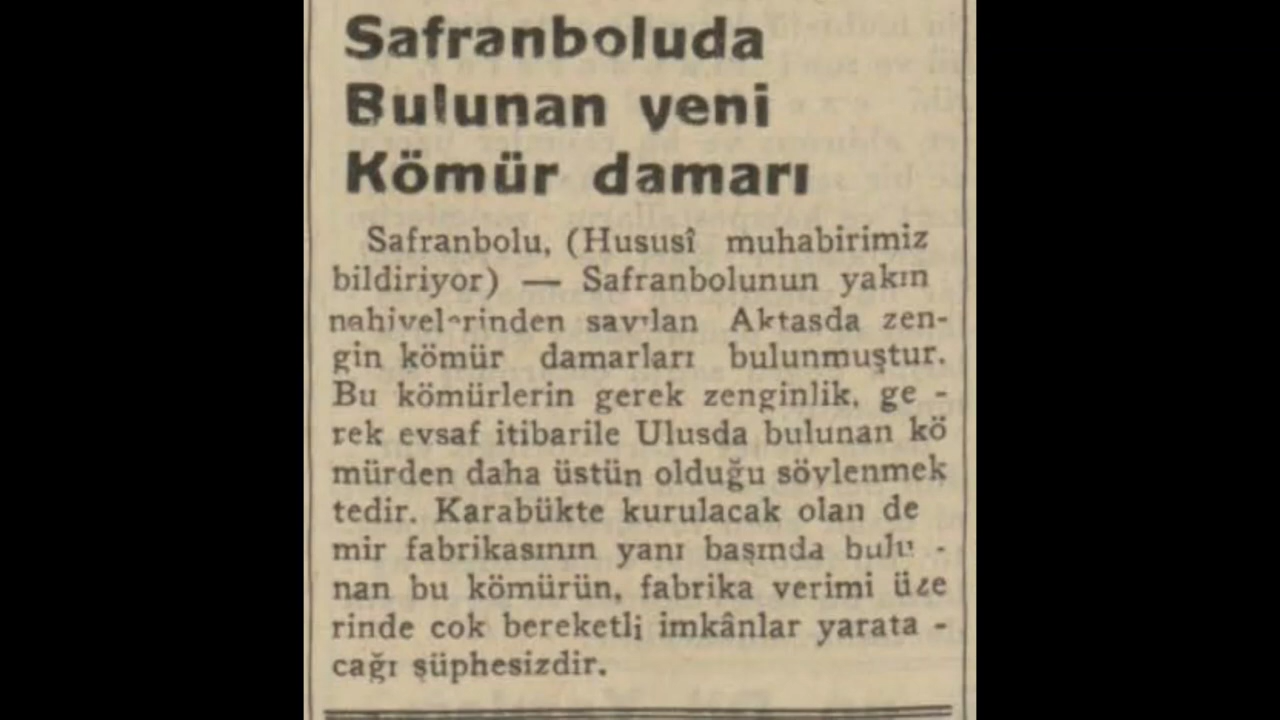 Safranboluda
Bulunan yeni
Kömür damarı
Safranbolu, (Hususî muhabirimiz
bildiriyor) — Safranbolunun yakın
nahiyelerinden sayılan Aktasda zen-
gin kömür damarları bulunmuştur.
Bu kömürlerin gerek zenginlik, ge -
rek evsaf itibarile Ulusda bulunan kö
mürden daha üstün olduğu söylenmek
tedir. Karabükte kurulacak olan de
mir fabrikasının yanı başında bulu -
nan bu kömürün, fabrika verimi üze
rinde cok bereketli imkânlar yarata -
cağı şüphesizdir.